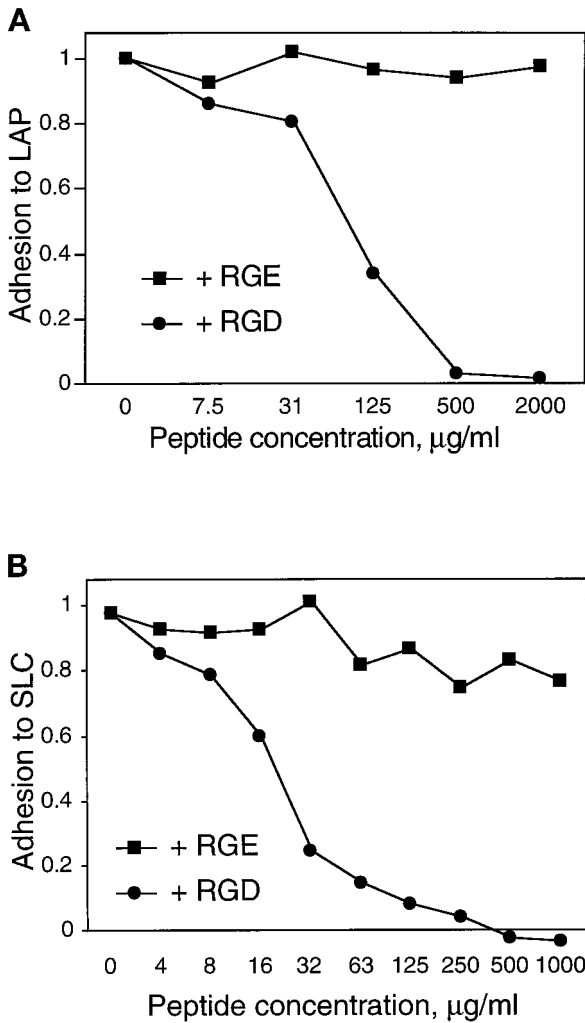 A
Adhesion to LAP
1
0.8
0.6
0.4
0.2
0
+ RGE
+ RGD
0 7.5 31 125 500 2000
Peptide concentration, μg/ml
B
Adhesion to SLC
1
0.8
0.6
0.4
0.2
0
+ RGE
+ RGD
0 4 8 16 32 63 125 250 500 1000
Peptide concentration, μg/ml